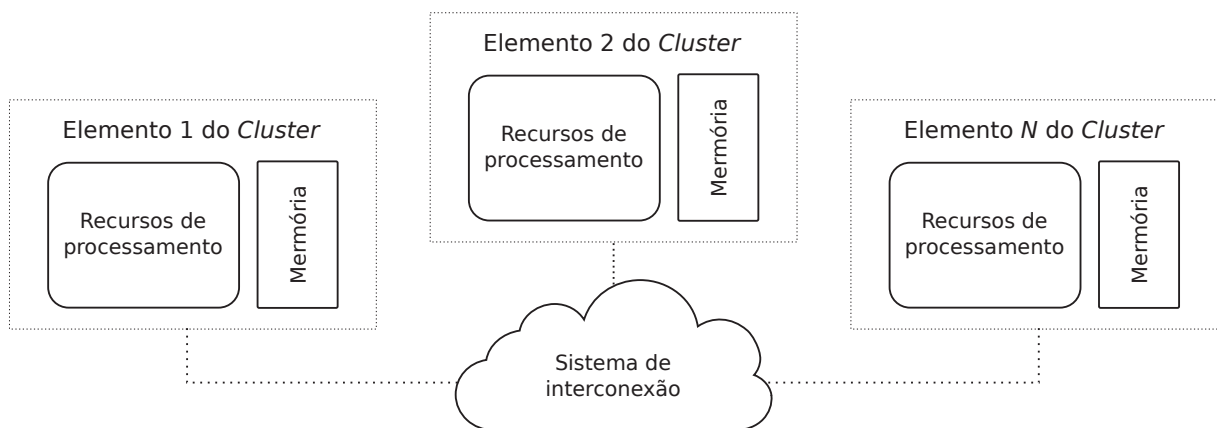 Elemento 1 do Cluster
Recursos de
processamento
Mermória
Elemento 2 do Cluster
Recursos de
processamento
Mermória
Elemento N do Cluster
Recursos de
processamento
Mermória
Sistema de
interconexão